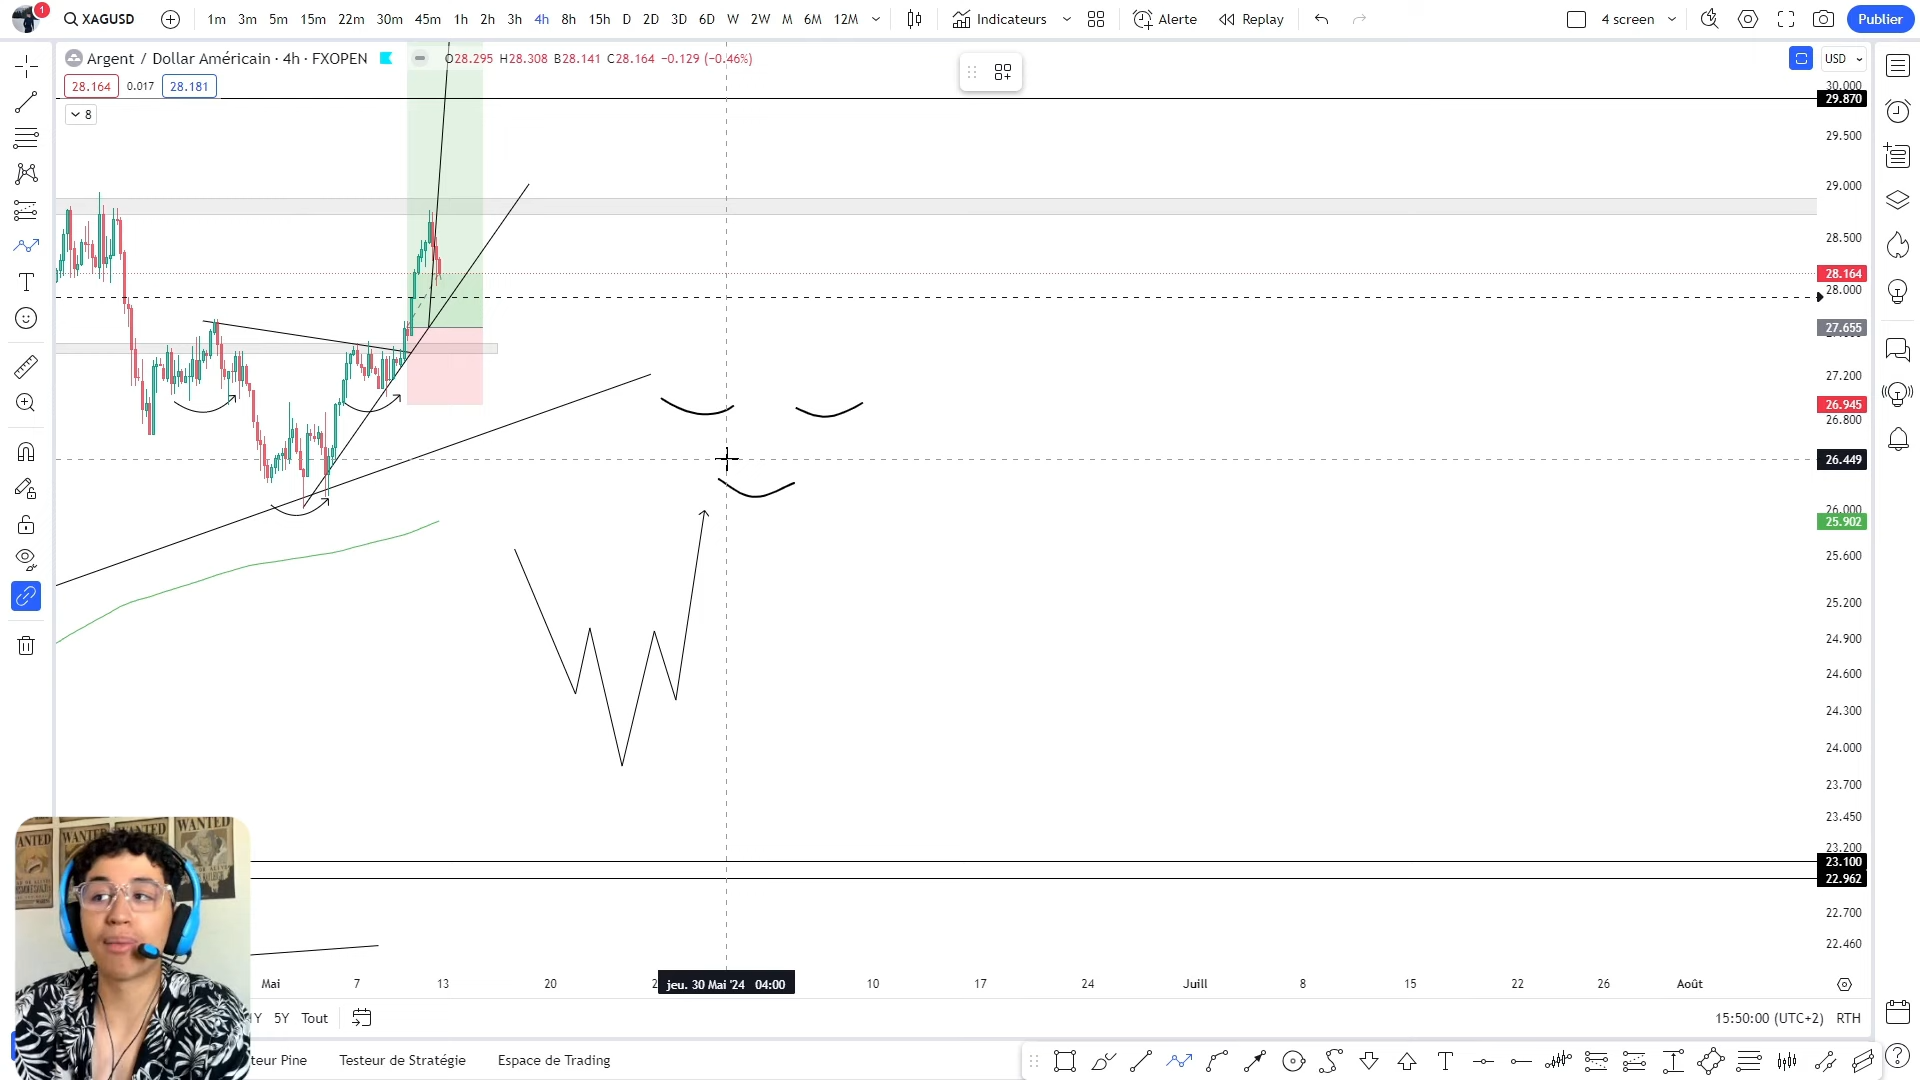 1
XAGUSD
1m 3m 5m 15m 22m 30m 45m 1h 2h 3h 4h 8h 15h D 2D 3D 6D W 2W M 6M 12M
Indicateurs
Alerte
Replay
4 screen
Publier
Argent / Dollar Américain · 4h · FXOPEN
O28.295 H28.308 B28.141 C28.164 −0.129 (−0.46%)
USD
28.164 0.017 28.181
8
30.000
29.870
29.500
29.000
28.500
28.164
28.000
27.655
27.200
26.945
26.800
26.449
26.000
25.902
25.600
25.200
24.900
24.600
24.300
24.000
23.700
23.450
23.200
23.100
22.962
22.700
22.460
WANTED
WANTED
WANTED
WANTED
Mai 7 13 20 2 jeu. 30 Mai '24 04:00 10 17 24 Juill 8 15 22 26 Août
Y 5Y Tout
15:50:00 (UTC+2) RTH
teur Pine Testeur de Stratégie Espace de Trading